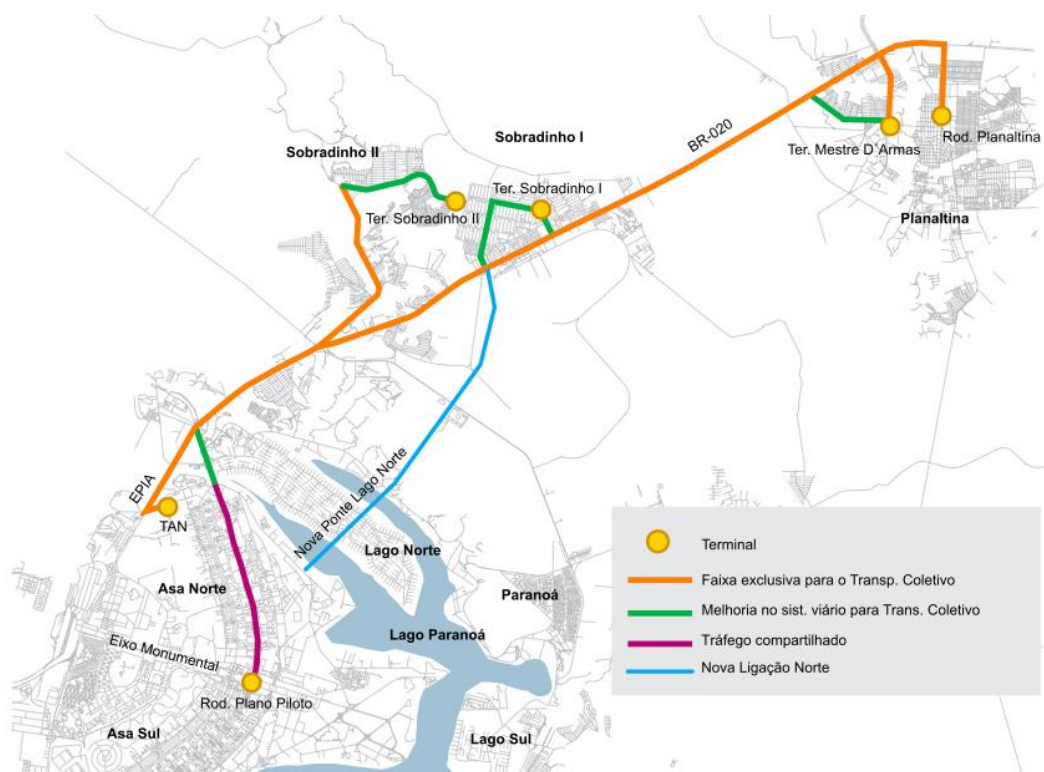 BR-020
Rod. Planaltina
Ter. Mestre D`Armas
Planaltina
Sobradinho I
Sobradinho II
Ter. Sobradinho I
Ter. Sobradinho II
EPIA
TAN
Nova Ponte Lago Norte
Lago Norte
Asa Norte
Paranoá
Lago Paranoá
Eixo Monumental
Rod. Plano Piloto
Asa Sul
Lago Sul
Terminal
Faixa exclusiva para o Transp. Coletivo
Melhoria no sist. viário para Trans. Coletivo
Tráfego compartilhado
Nova Ligação Norte